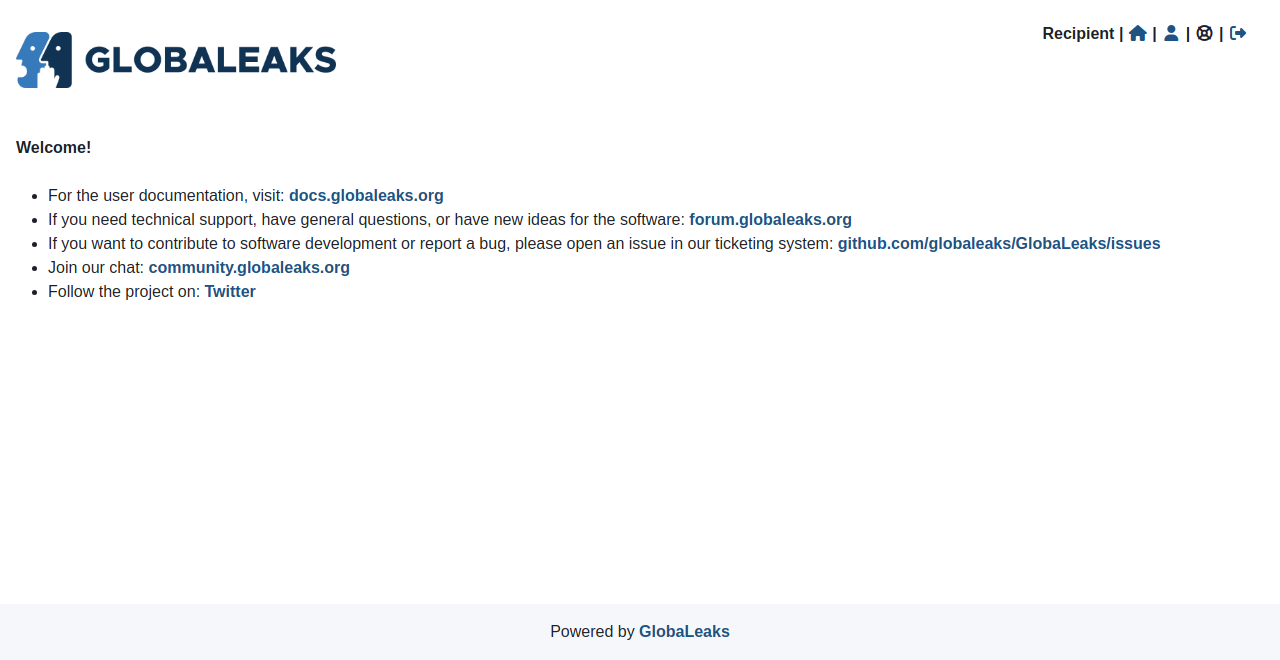 GLOBALEAKS
Recipient | | | |
Welcome!
For the user documentation, visit: docs.globaleaks.org
If you need technical support, have general questions, or have new ideas for the software: forum.globaleaks.org
If you want to contribute to software development or report a bug, please open an issue in our ticketing system: github.com/globaleaks/GlobaLeaks/issues
Join our chat: community.globaleaks.org
Follow the project on: Twitter
Powered by GlobaLeaks